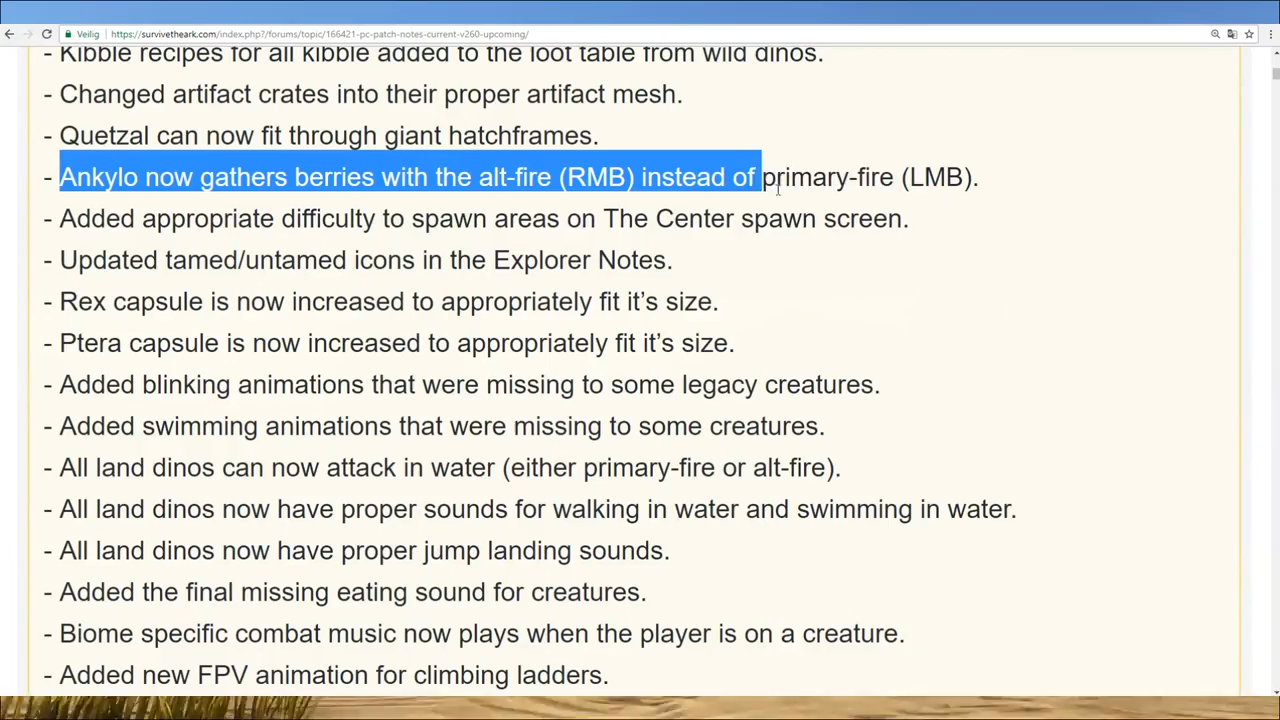 Veilig
https://survivetheark.com/index.php?/forums/topic/166421-pc-patch-notes-current-v260-upcoming/
- Kibble recipes for all kibble added to the loot table from wild dinos.
- Changed artifact crates into their proper artifact mesh.
- Quetzal can now fit through giant hatchframes.
- Ankylo now gathers berries with the alt-fire (RMB) instead of primary-fire (LMB).
- Added appropriate difficulty to spawn areas on The Center spawn screen.
- Updated tamed/untamed icons in the Explorer Notes.
- Rex capsule is now increased to appropriately fit it’s size.
- Ptera capsule is now increased to appropriately fit it’s size.
- Added blinking animations that were missing to some legacy creatures.
- Added swimming animations that were missing to some creatures.
- All land dinos can now attack in water (either primary-fire or alt-fire).
- All land dinos now have proper sounds for walking in water and swimming in water.
- All land dinos now have proper jump landing sounds.
- Added the final missing eating sound for creatures.
- Biome specific combat music now plays when the player is on a creature.
- Added new FPV animation for climbing ladders.